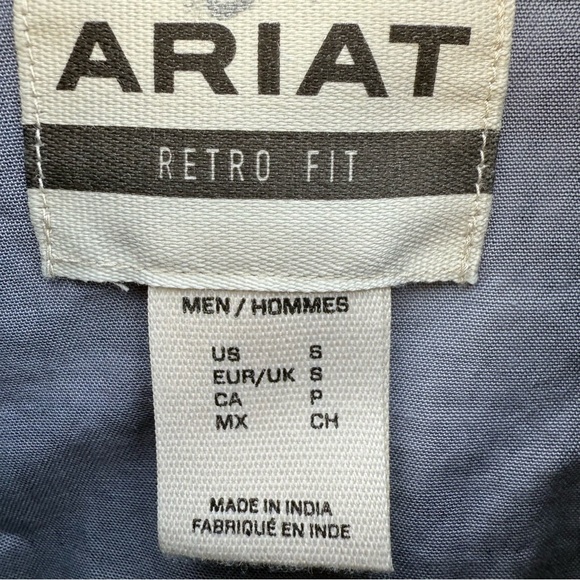 ARIAT
RETRO FIT
MEN / HOMMES
US S
EUR/UK S
CA P
MX CH
MADE IN INDIA
FABRIQUÉ EN INDE